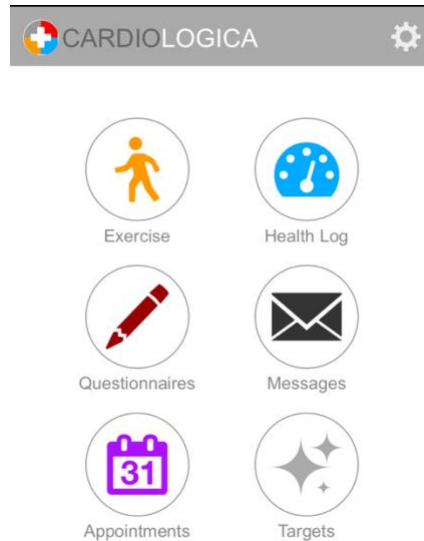 CARDIOLOGICA
Exercise Health Log
Questionnaires Messages
31
Appointments Targets